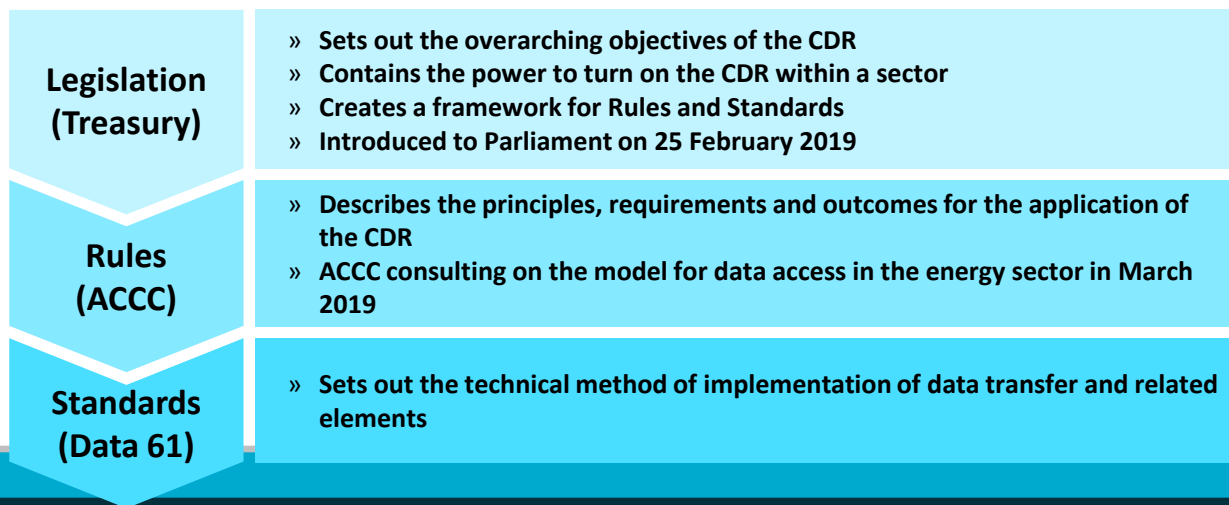 Legislation
(Treasury)
» Sets out the overarching objectives of the CDR
» Contains the power to turn on the CDR within a sector
» Creates a framework for Rules and Standards
» Introduced to Parliament on 25 February 2019
Rules
(ACCC)
» Describes the principles, requirements and outcomes for the application of
the CDR
» ACCC consulting on the model for data access in the energy sector in March
2019
Standards
(Data 61)
» Sets out the technical method of implementation of data transfer and related
elements